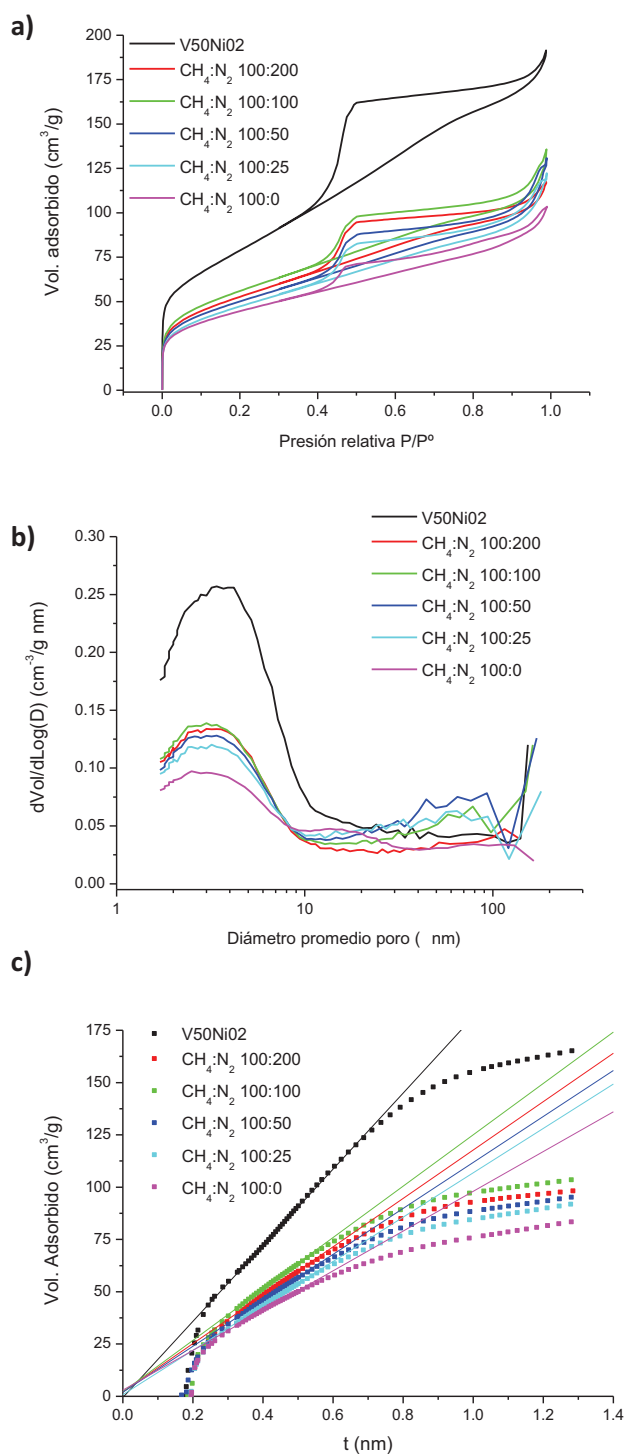 a)
200
175
150
125
100
75
50
25
0
Vol. adsorbido (cm³/g)
V50Ni02
CH₄:N₂ 100:200
CH₄:N₂ 100:100
CH₄:N₂ 100:50
CH₄:N₂ 100:25
CH₄:N₂ 100:0
0.0 0.2 0.4 0.6 0.8 1.0
Presión relativa P/Pº
b)
0.30
0.25
0.20
0.15
0.10
0.05
0.00
dVol/dLog(D) (cm⁻³/g nm)
V50Ni02
CH₄:N₂ 100:200
CH₄:N₂ 100:100
CH₄:N₂ 100:50
CH₄:N₂ 100:25
CH₄:N₂ 100:0
1 10 100
Diámetro promedio poro ( nm)
c)
175
150
125
100
75
50
25
0
Vol. Adsorbido (cm³/g)
V50Ni02
CH₄:N₂ 100:200
CH₄:N₂ 100:100
CH₄:N₂ 100:50
CH₄:N₂ 100:25
CH₄:N₂ 100:0
0.0 0.2 0.4 0.6 0.8 1.0 1.2 1.4
t (nm)